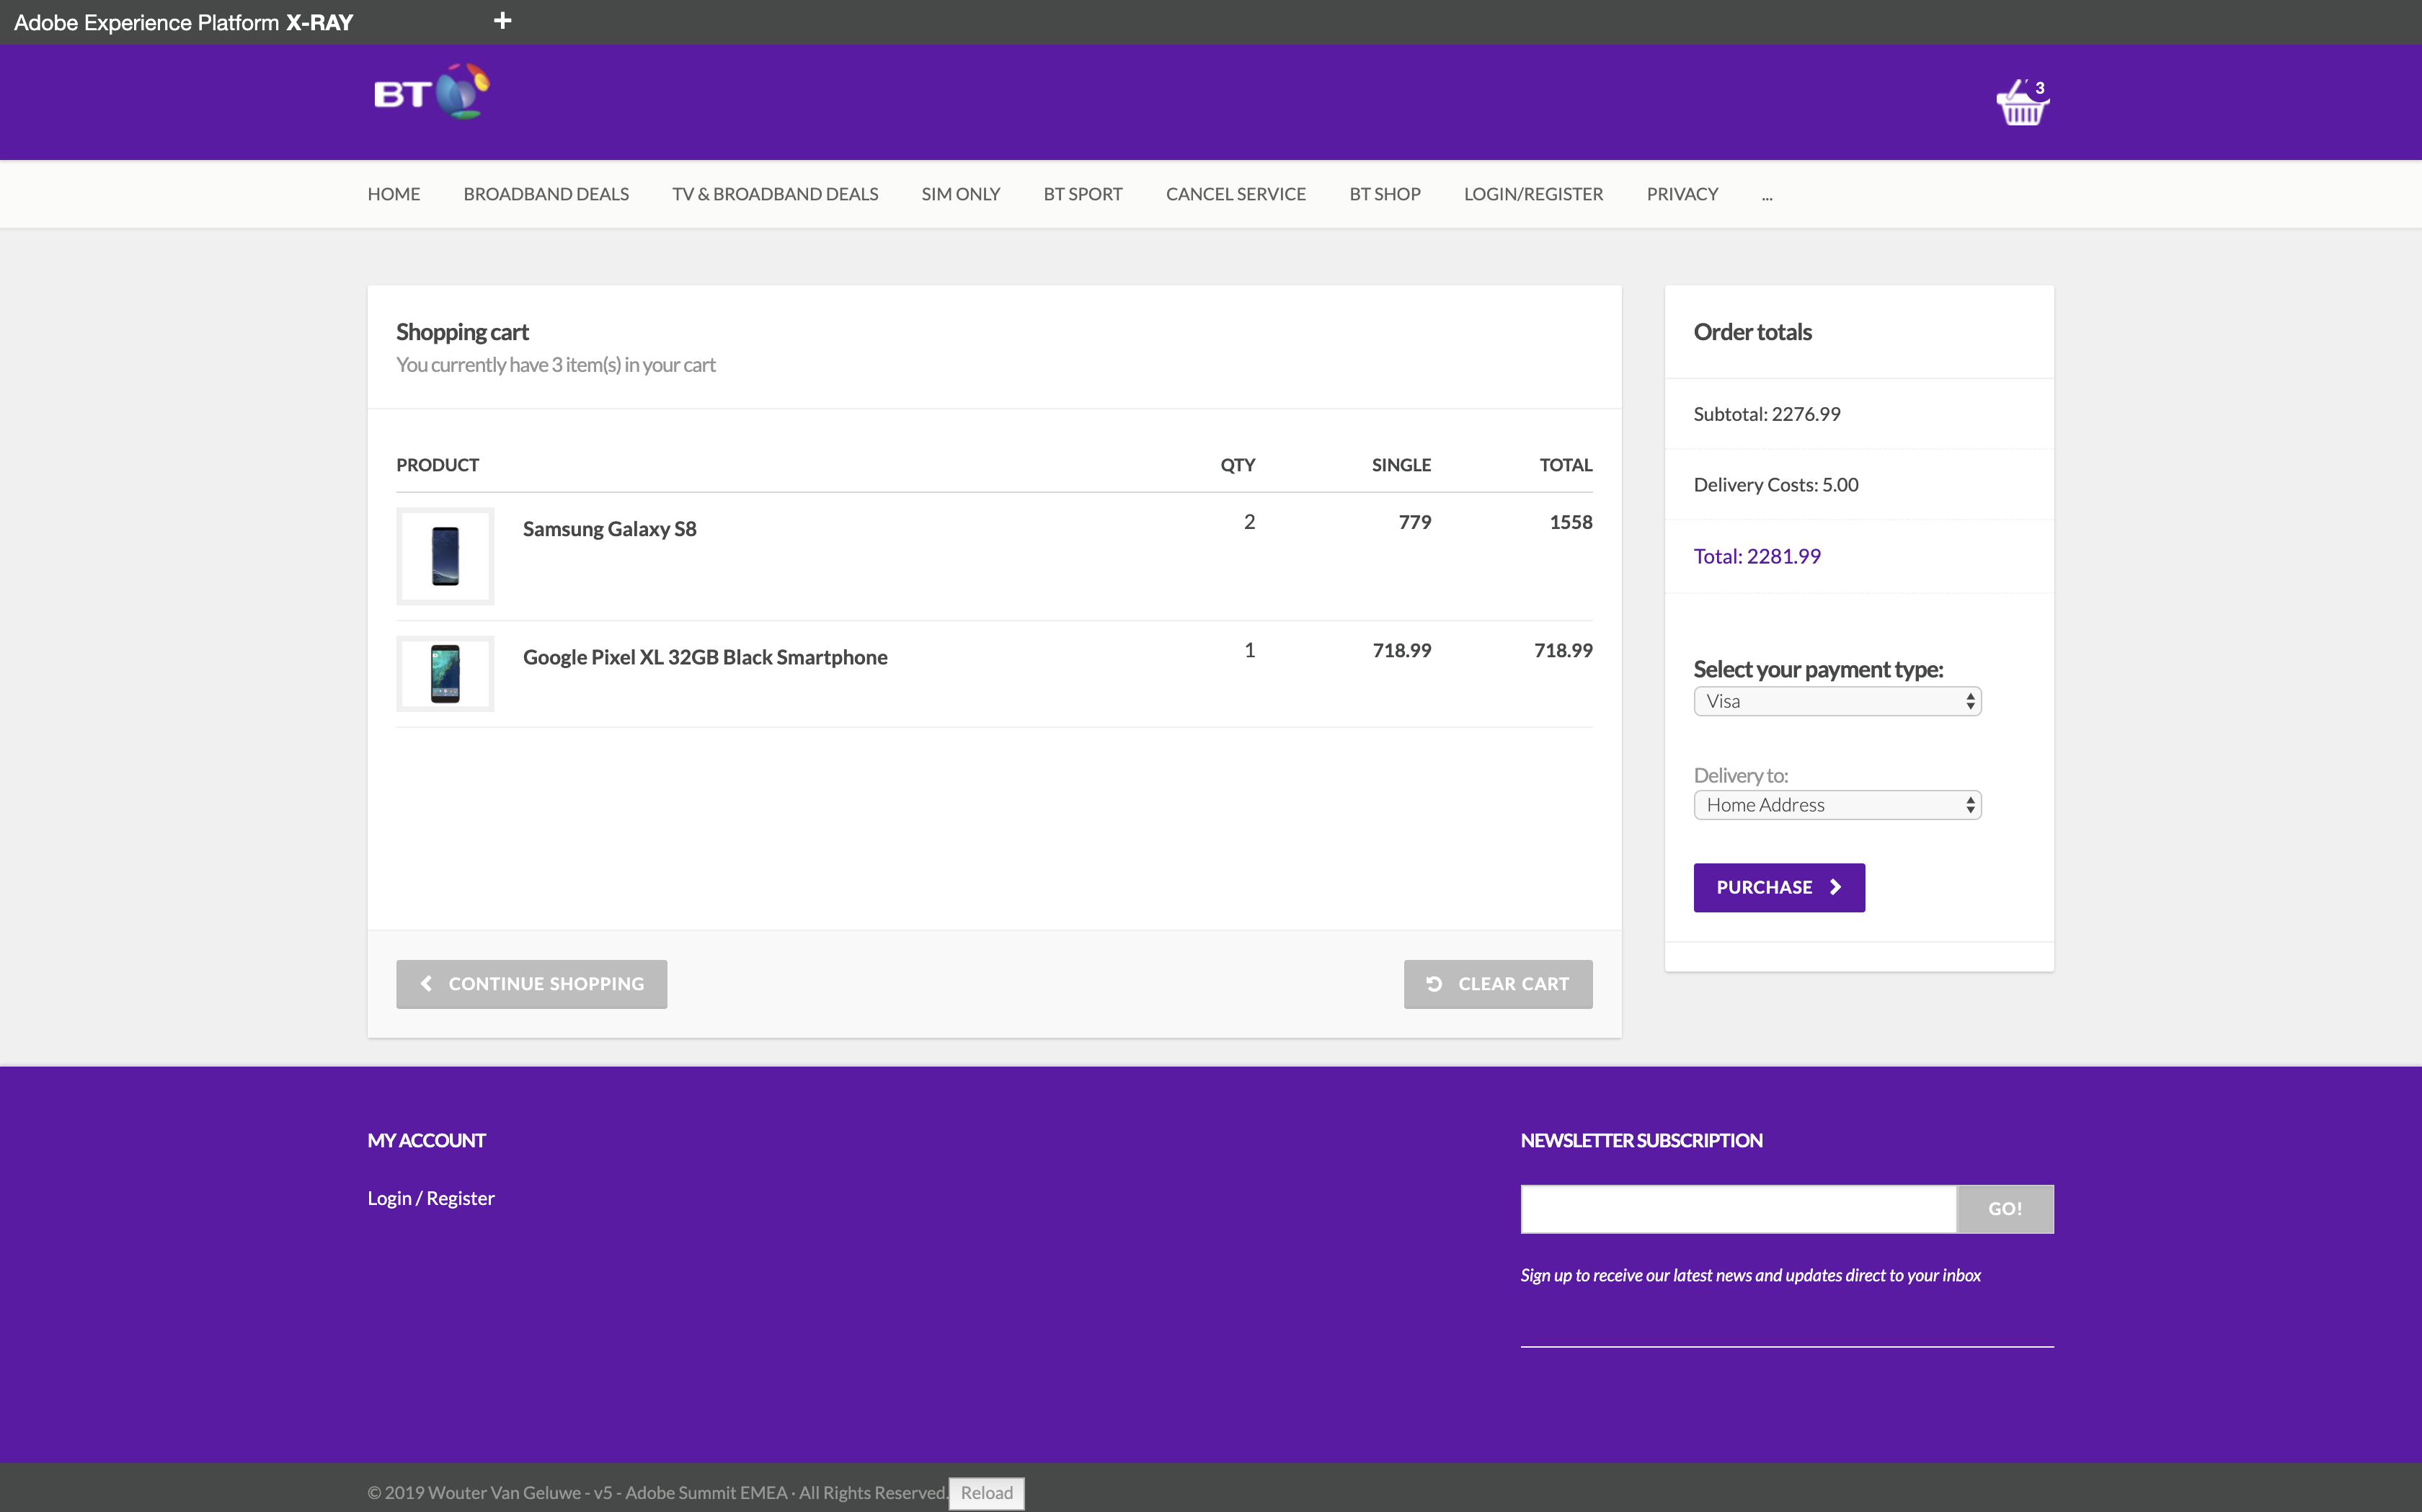 Adobe Experience Platform X-RAY +
BT
3
HOME BROADBAND DEALS TV & BROADBAND DEALS SIM ONLY BT SPORT CANCEL SERVICE BT SHOP LOGIN/REGISTER PRIVACY ...
Shopping cart
You currently have 3 item(s) in your cart
PRODUCT QTY SINGLE TOTAL
Samsung Galaxy S8 2 779 1558
Google Pixel XL 32GB Black Smartphone 1 718.99 718.99
CONTINUE SHOPPING CLEAR CART
Order totals
Subtotal: 2276.99
Delivery Costs: 5.00
Total: 2281.99
Select your payment type:
Visa
Delivery to:
Home Address
PURCHASE
MY ACCOUNT
Login / Register
NEWSLETTER SUBSCRIPTION
GO!
Sign up to receive our latest news and updates direct to your inbox
© 2019 Wouter Van Geluwe - v5 - Adobe Summit EMEA · All Rights Reserved. Reload